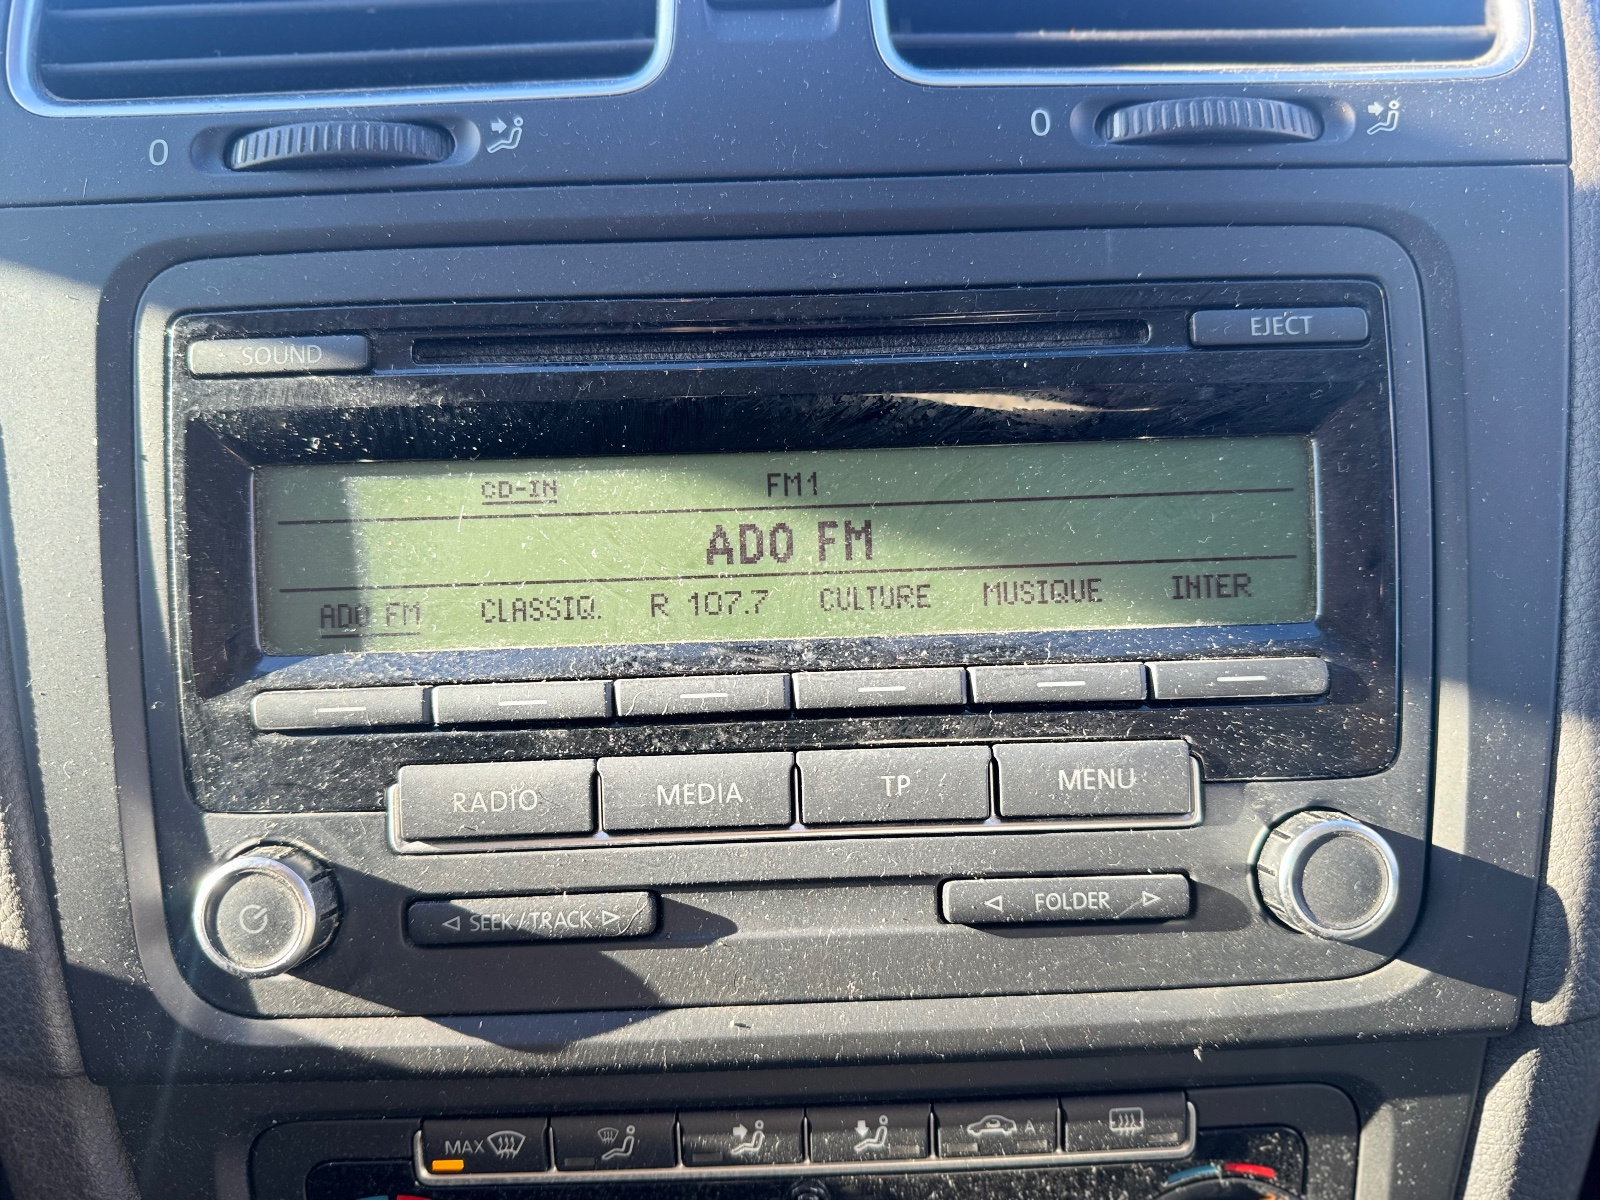 0
0
SOUND
EJECT
CD-IN FM1
ADO FM
ADO FM CLASSIQ. R 107.7 CULTURE MUSIQUE INTER
RADIO MEDIA TP MENU
SEEK/TRACK
FOLDER
MAX
A